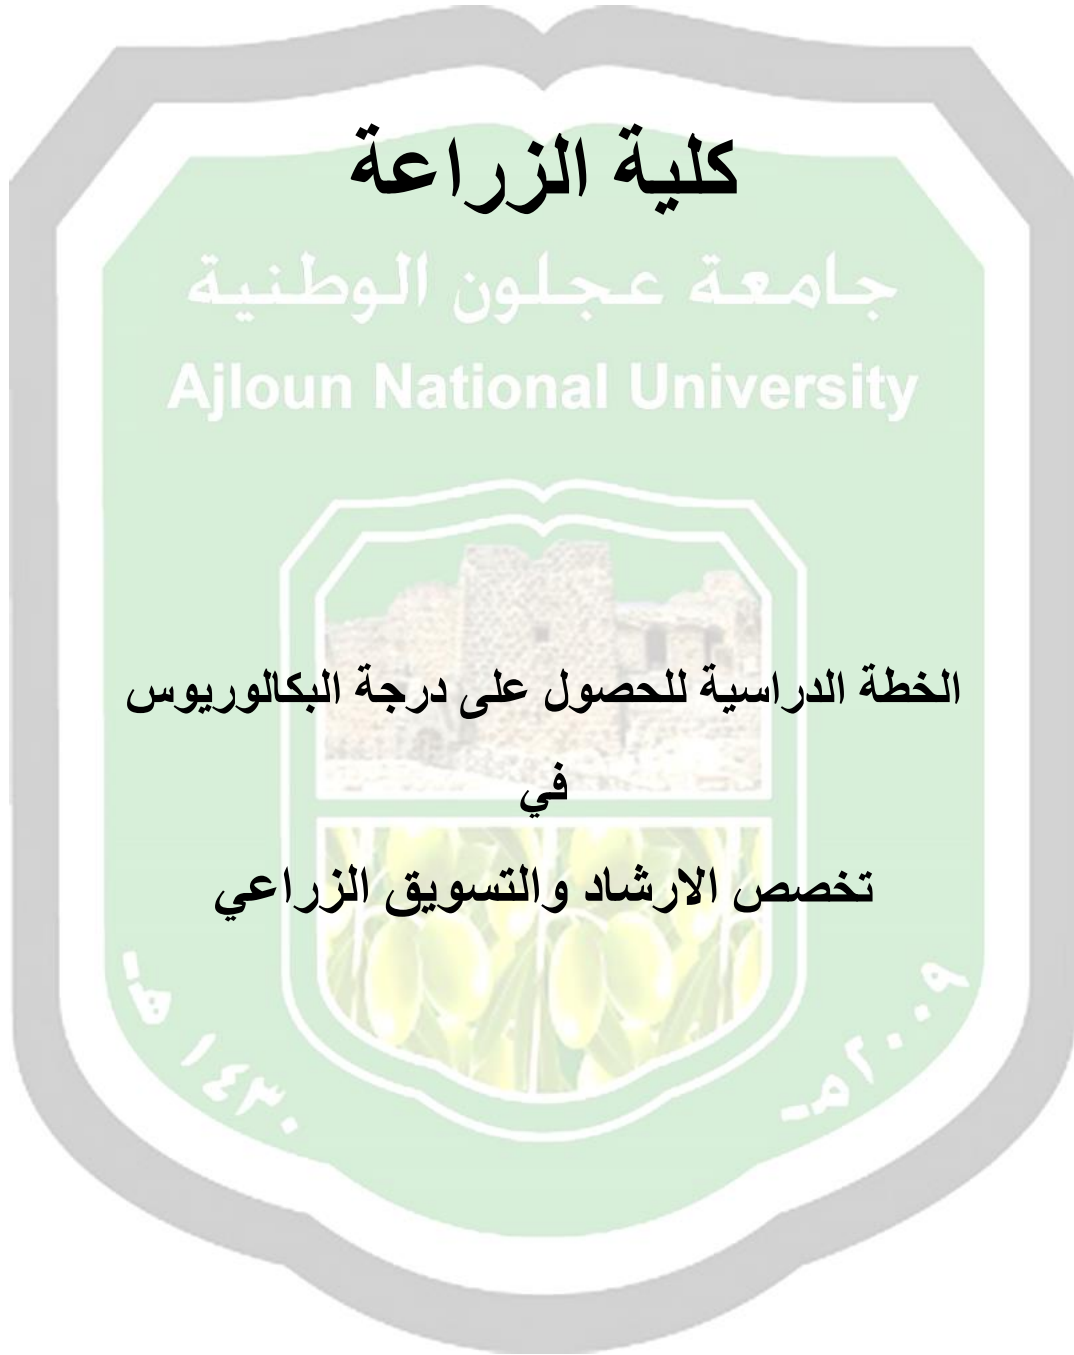 كلية الزراعة
جامعة عجلون الوطنية
Ajloun National University
الخطة الدراسية للحصول على درجة البكالوريوس
في
تخصص الارشاد والتسويق الزراعي
١٤٣٠ هـ
٢٠٠٩مـ